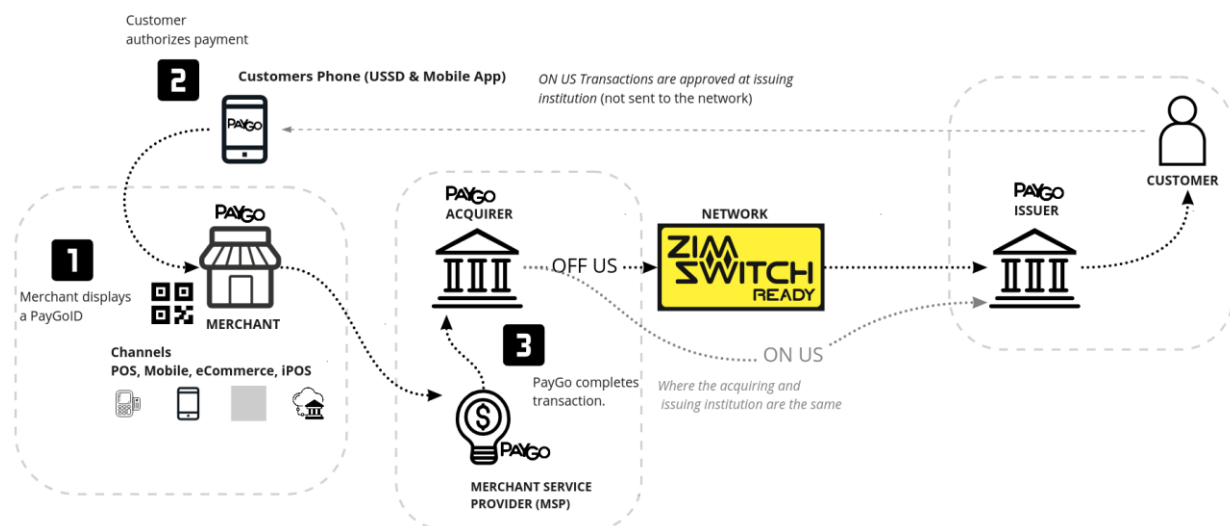 Customer
authorizes payment
2
Customers Phone (USSD & Mobile App)
ON US Transactions are approved at issuing
institution (not sent to the network)
PAYGO
CUSTOMER
1
Merchant displays
a PayGoID
PAYGO
MERCHANT
Channels
POS, Mobile, eCommerce, iPOS
PAYGO
ACQUIRER
OFF US
NETWORK
ZIM
SWITCH
READY
PAYGO
ISSUER
ON US
Where the acquiring and
issuing institution are the same
3
PayGo completes
transaction.
$
PAYGO
MERCHANT SERVICE
PROVIDER (MSP)